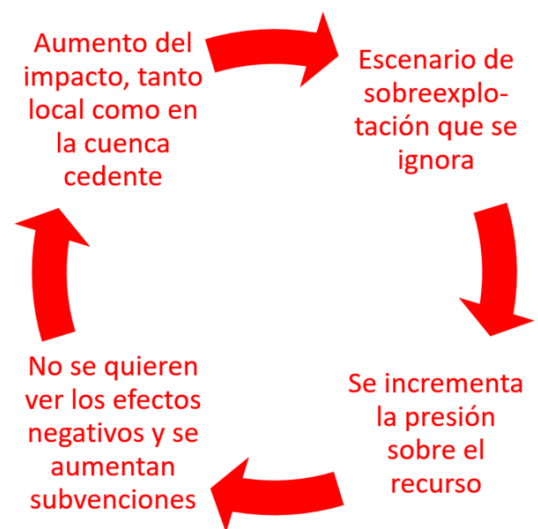 Aumento del
impacto, tanto
local como en
la cuenca
cedente
Escenario de
sobreexplo-
tación que se
ignora
Se incrementa
la presión
sobre el
recurso
No se quieren
ver los efectos
negativos y se
aumentan
subvenciones